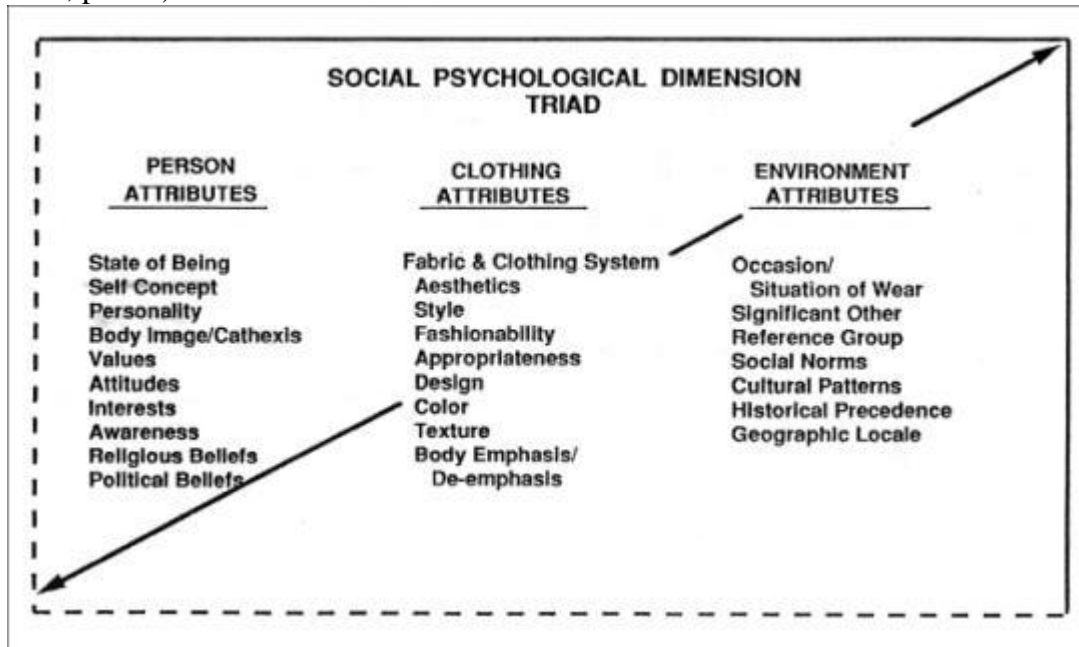 SOCIAL PSYCHOLOGICAL DIMENSION
TRIAD
PERSON
ATTRIBUTES
State of Being
Self Concept
Personality
Body Image/Cathexis
Values
Attitudes
Interests
Awareness
Religious Beliefs
Political Beliefs
CLOTHING
ATTRIBUTES
Fabric & Clothing System
Aesthetics
Style
Fashionability
Appropriateness
Design
Color
Texture
Body Emphasis/
De-emphasis
ENVIRONMENT
ATTRIBUTES
Occasion/
Situation of Wear
Significant Other
Reference Group
Social Norms
Cultural Patterns
Historical Precedence
Geographic Locale